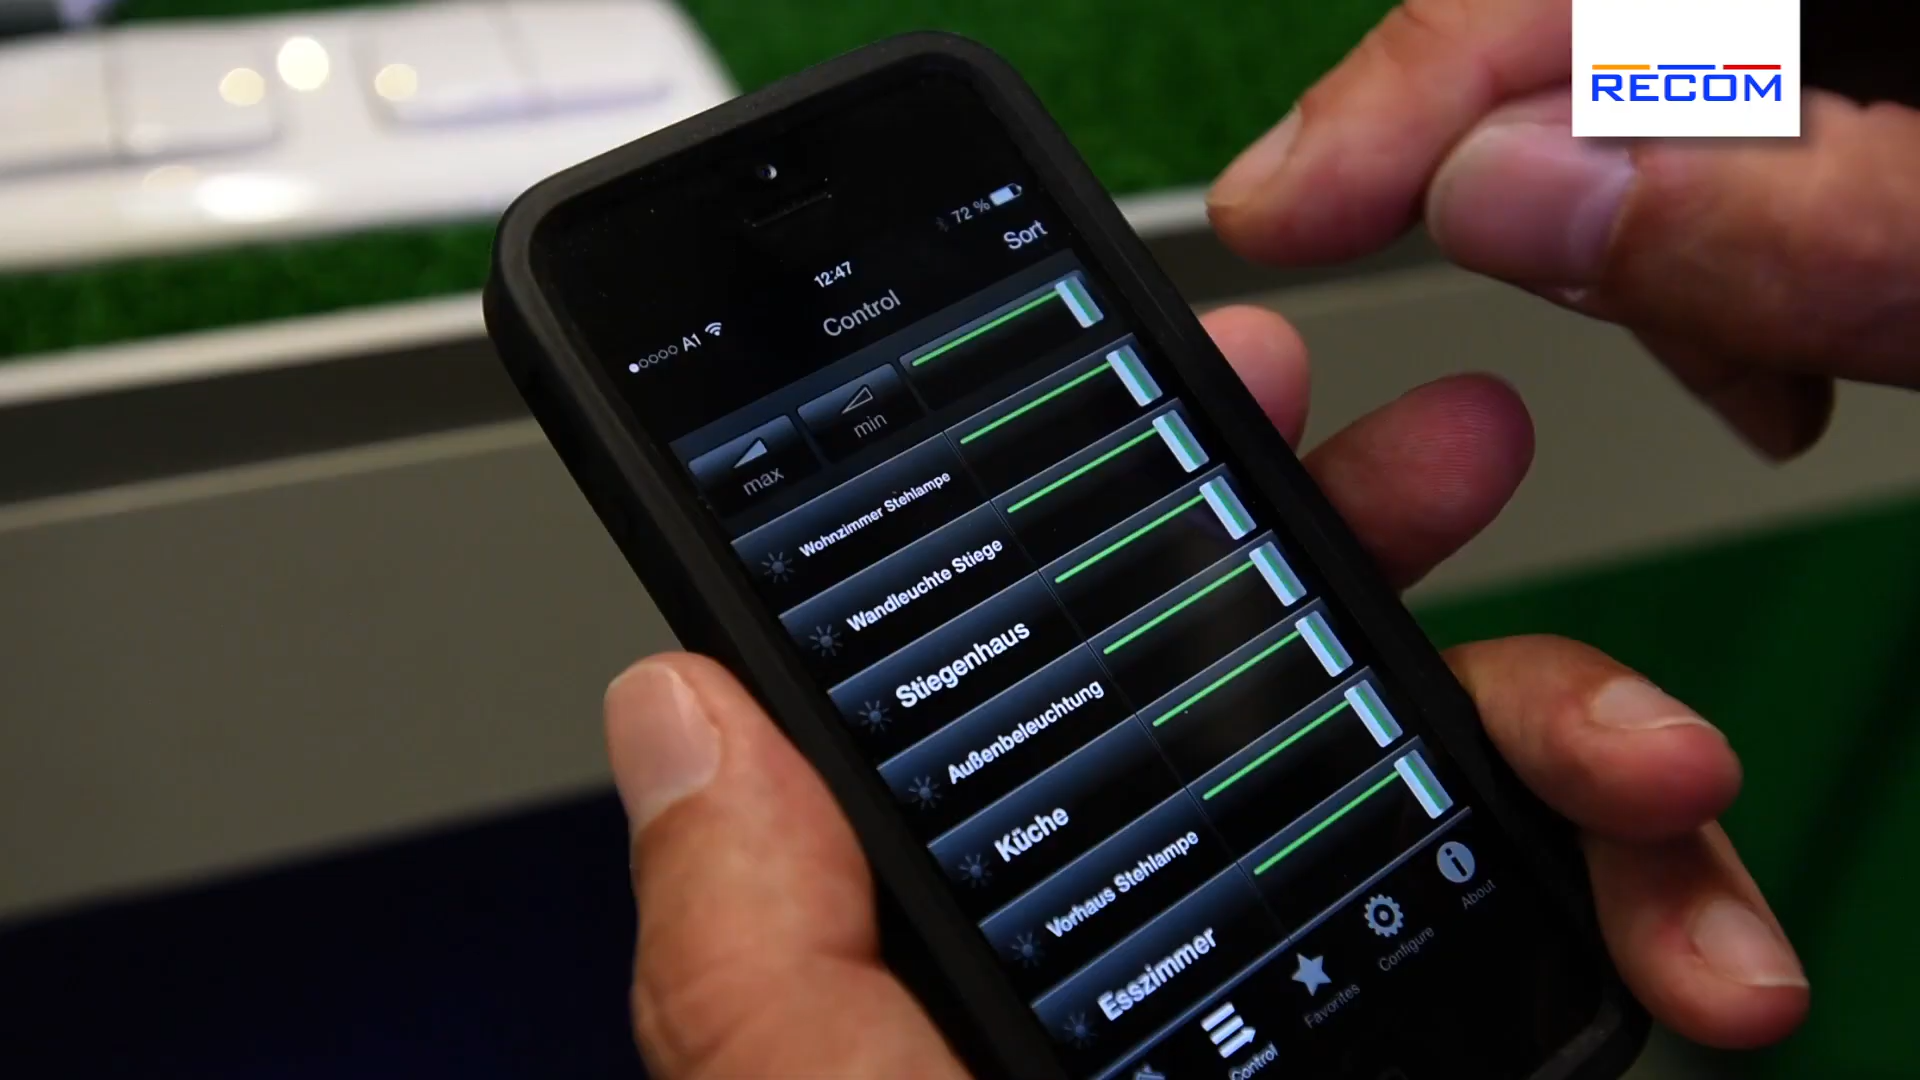 RECOM
72 %
Sort
12:47
A1
Control
max
min
Wohnzimmer Stehlampe
Wandleuchte Stiege
Stiegenhaus
Außenbeleuchtung
Küche
Vorhaus Stehlampe
Esszimmer
Control
Favorites
Configure
About